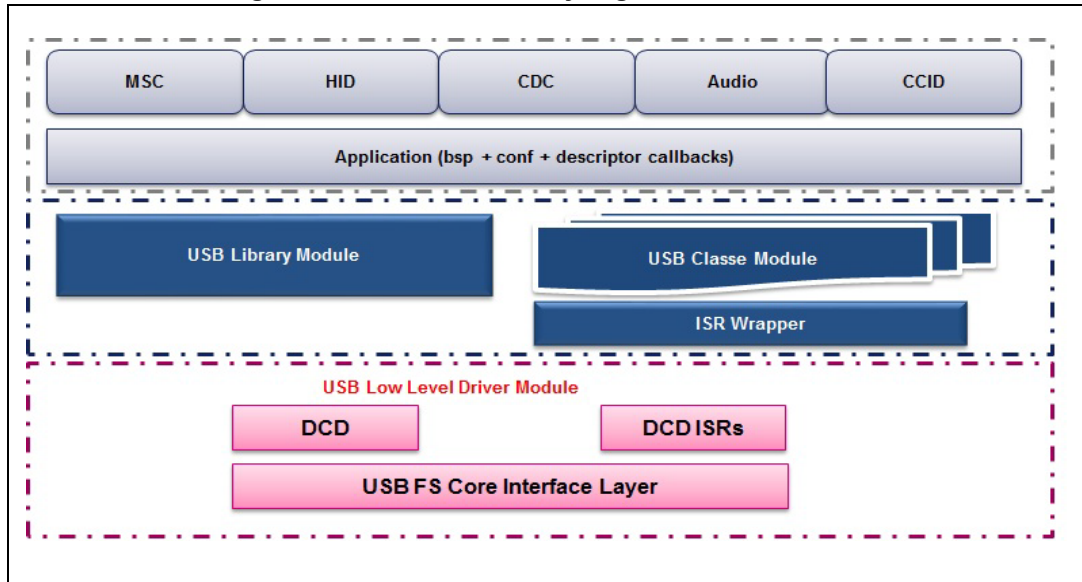 MSC
HID
CDC
Audio
CCID
Application (bsp + conf + descriptor callbacks)
USB Library Module
USB Classe Module
ISR Wrapper
USB Low Level Driver Module
DCD
DCD ISRs
USB FS Core Interface Layer